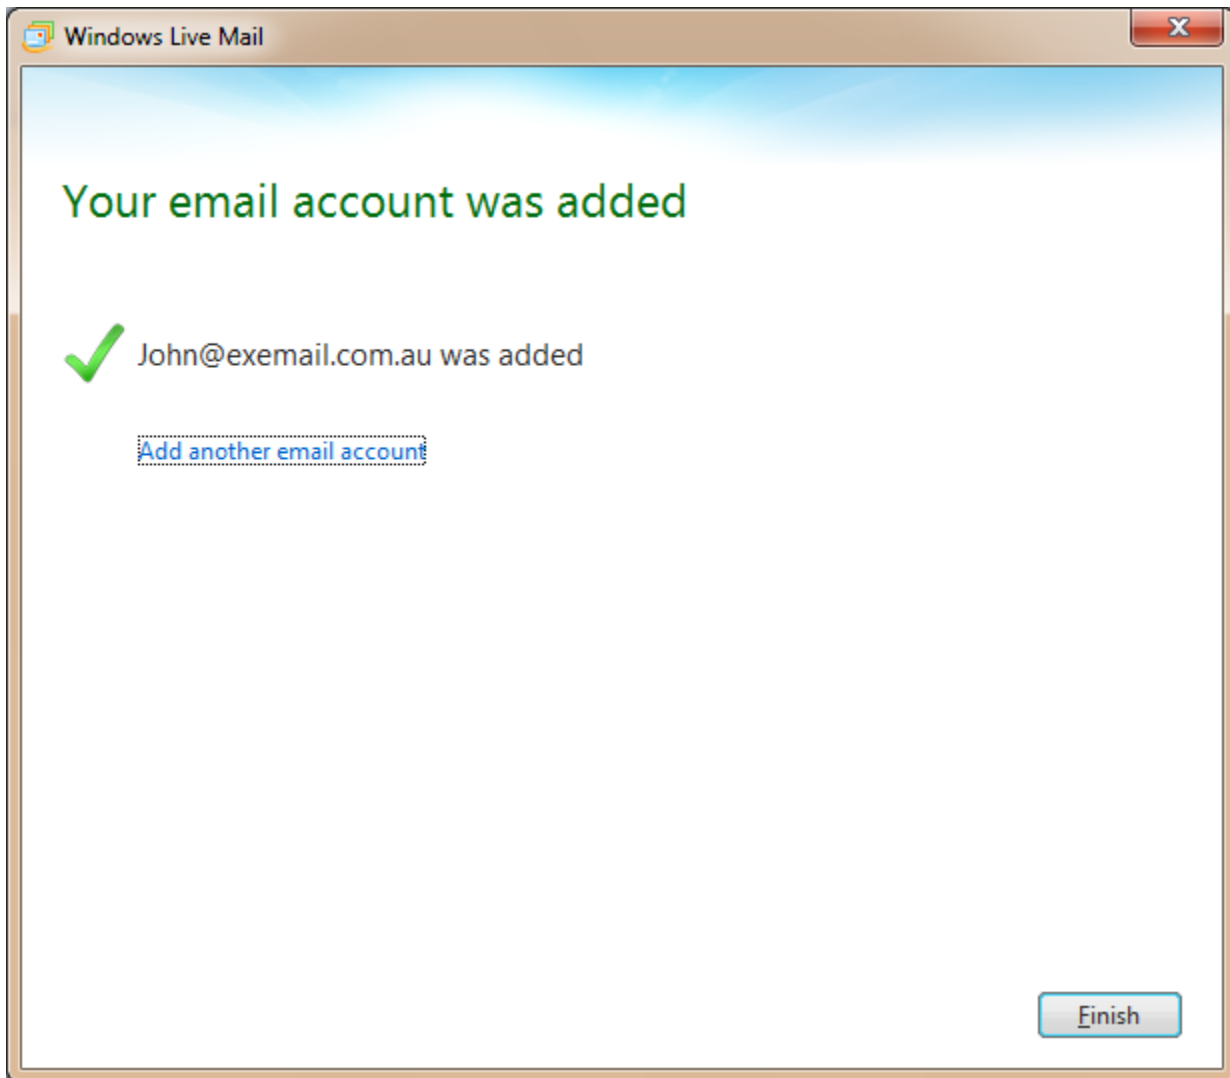 Windows Live Mail
Your email account was added
John@exemail.com.au was added
Add another email account
Finish